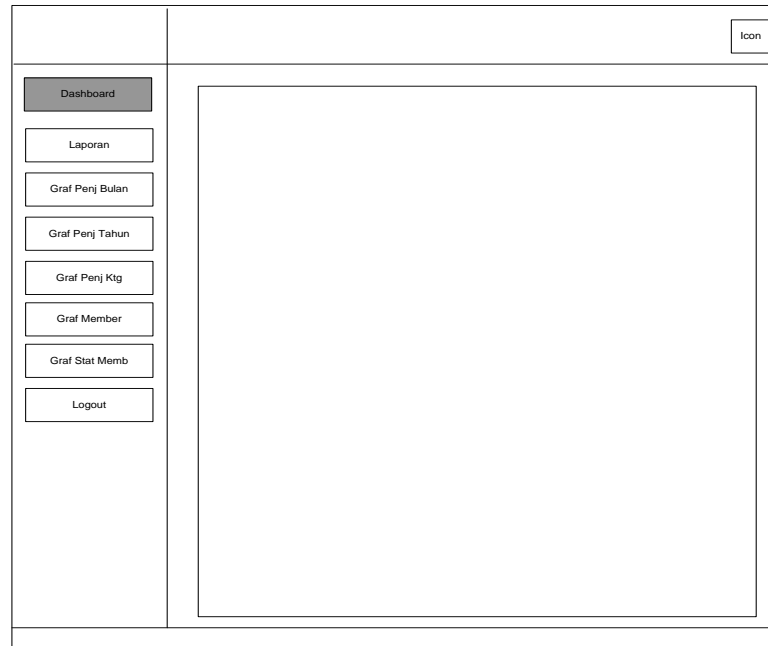 Icon
Dashboard
Laporan
Graf Penj Bulan
Graf Penj Tahun
Graf Penj Ktg
Graf Member
Graf Stat Memb
Logout